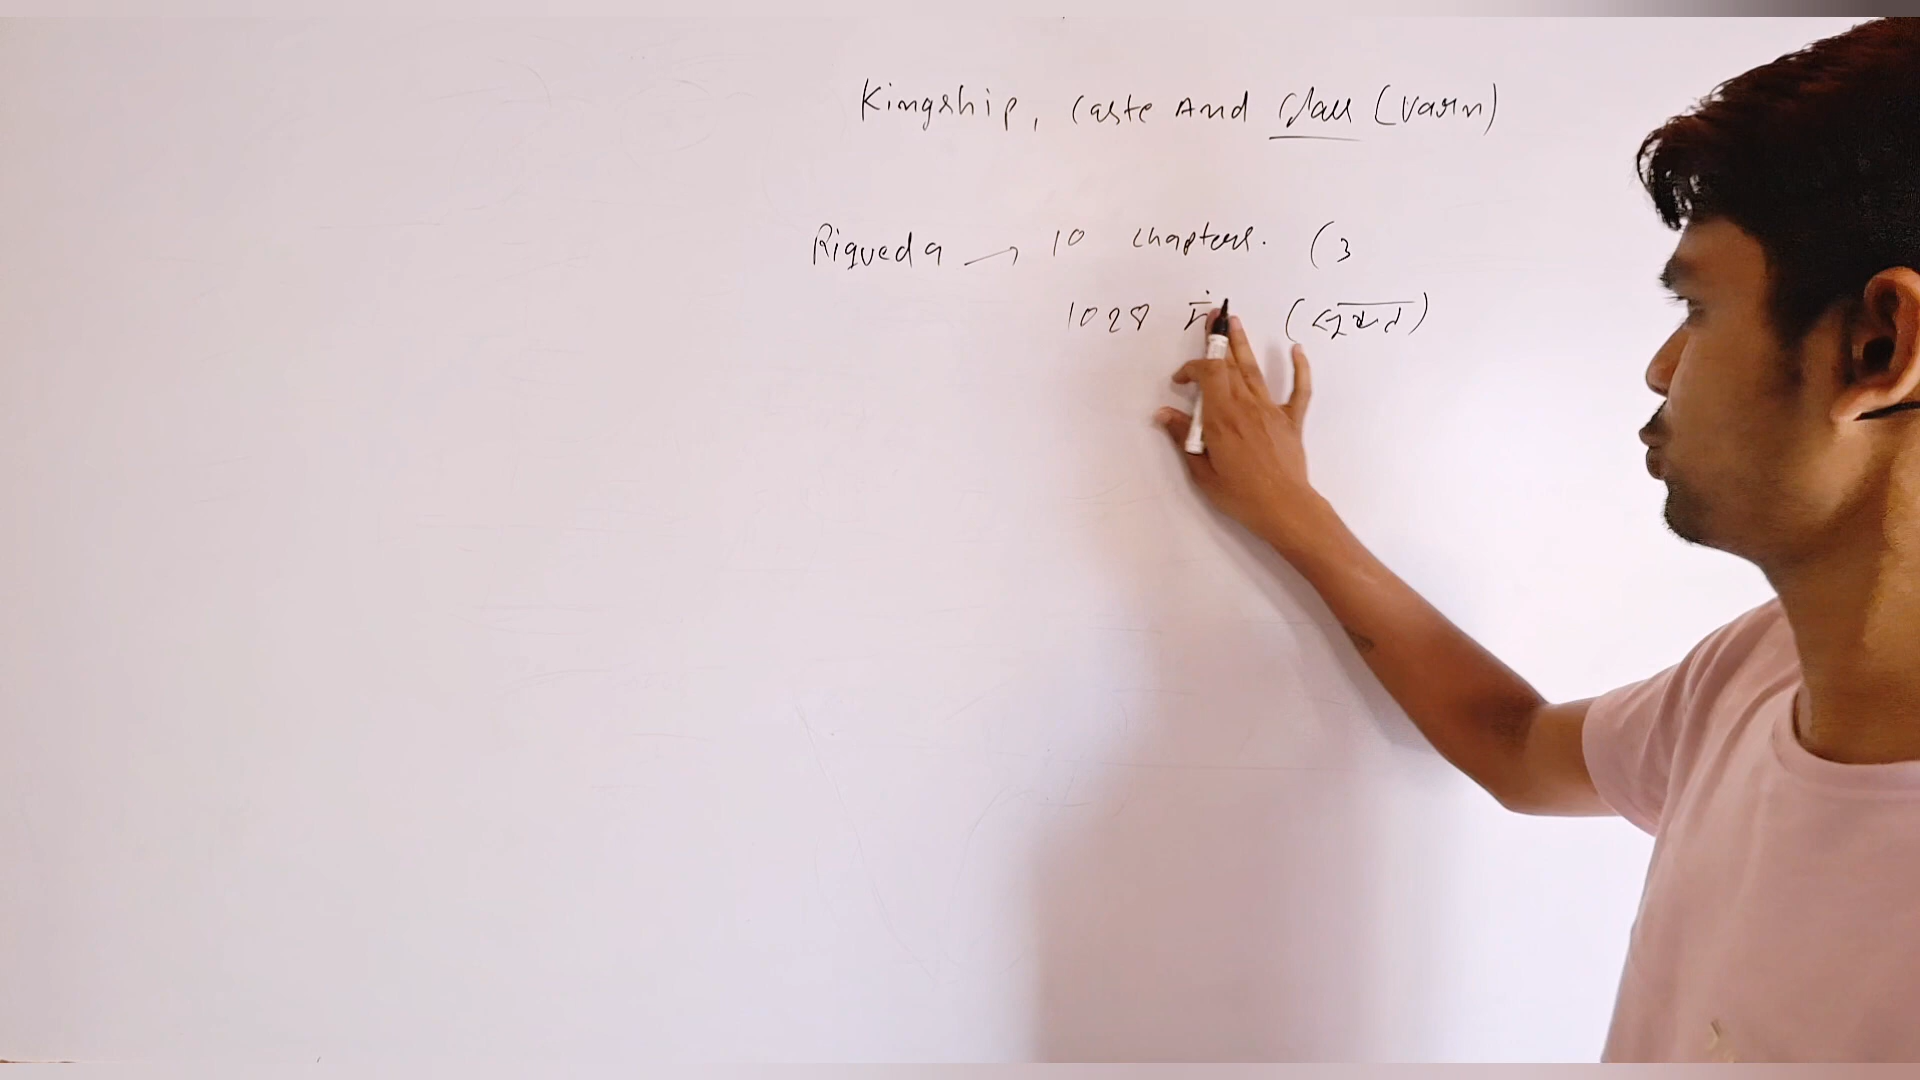 Kingship, Caste And Class (Varn)
Rigveda → 10 chapters. (3
1028 (सूक्त)